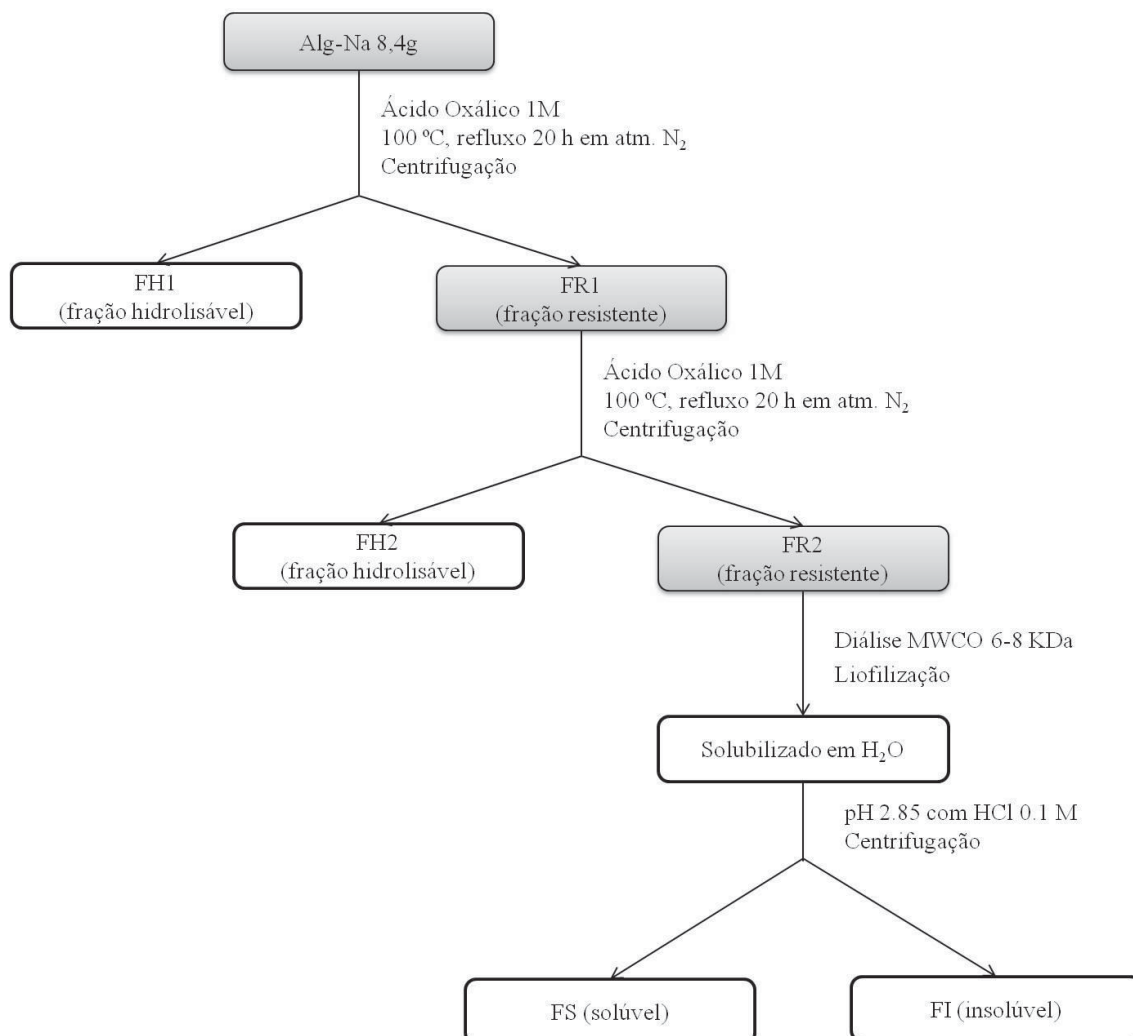 Alg-Na 8,4g
Ácido Oxálico 1M
100 ºC, refluxo 20 h em atm. N₂
Centrifugação
FH1
(fração hidrolisável)
FR1
(fração resistente)
Ácido Oxálico 1M
100 ºC, refluxo 20 h em atm. N₂
Centrifugação
FH2
(fração hidrolisável)
FR2
(fração resistente)
Diálise MWCO 6-8 KDa
Liofilização
Solubilizado em H₂O
pH 2.85 com HCl 0.1 M
Centrifugação
FS (solúvel)
FI (insolúvel)